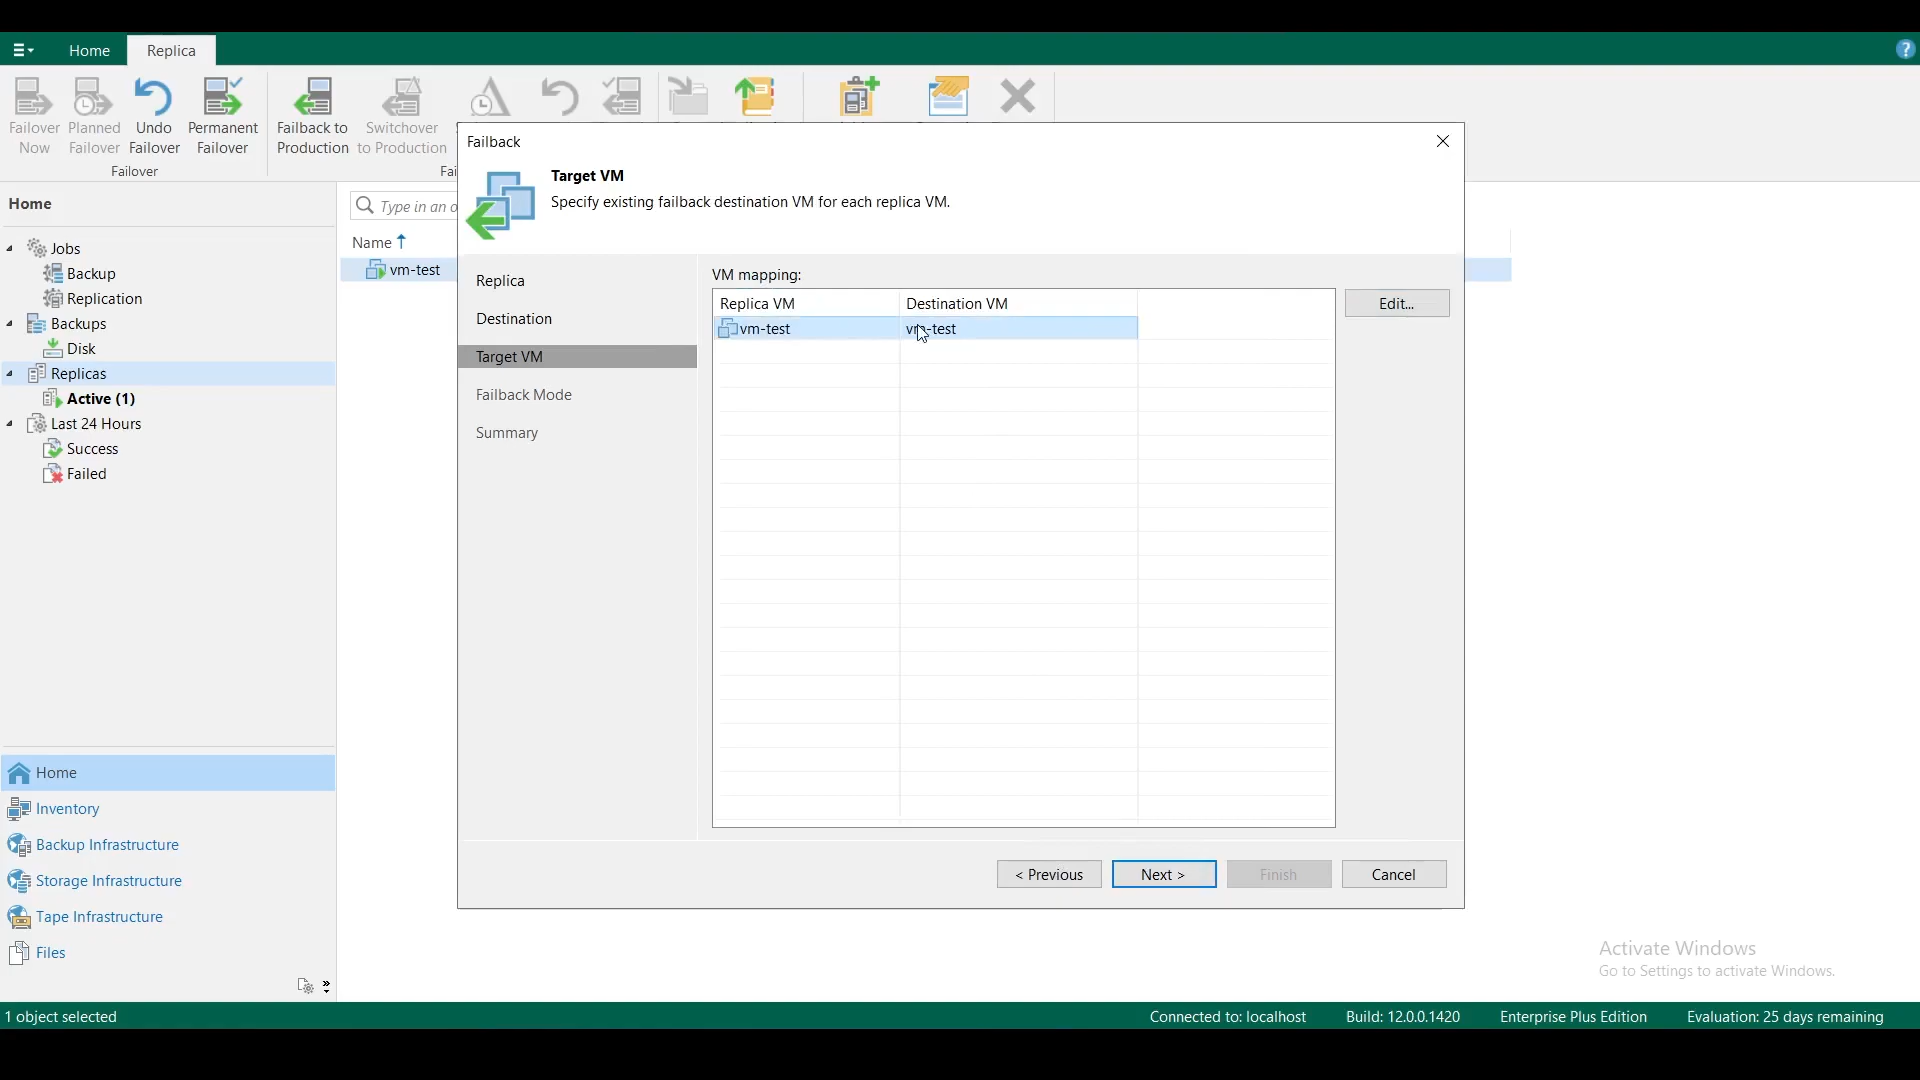 Home
Replica
?
Failover
Now
Planned
Failover
Undo
Failover
Permanent
Failover
Failback to
Production
Switchover
to Production
Failover
Fai
Failback
Target VM
Specify existing failback destination VM for each replica VM.
Home
Type in an o
Name
vm-test
Jobs
Backup
Replication
Backups
Disk
Replicas
Active (1)
Last 24 Hours
Success
Failed
Replica
Destination
Target VM
Failback Mode
Summary
VM mapping:
Replica VM
Destination VM
vm-test
vm-test
Edit...
< Previous
Next >
Finish
Cancel
Home
Inventory
Backup Infrastructure
Storage Infrastructure
Tape Infrastructure
Files
Activate Windows
Go to Settings to activate Windows.
1 object selected
Connected to: localhost
Build: 12.0.0.1420
Enterprise Plus Edition
Evaluation: 25 days remaining